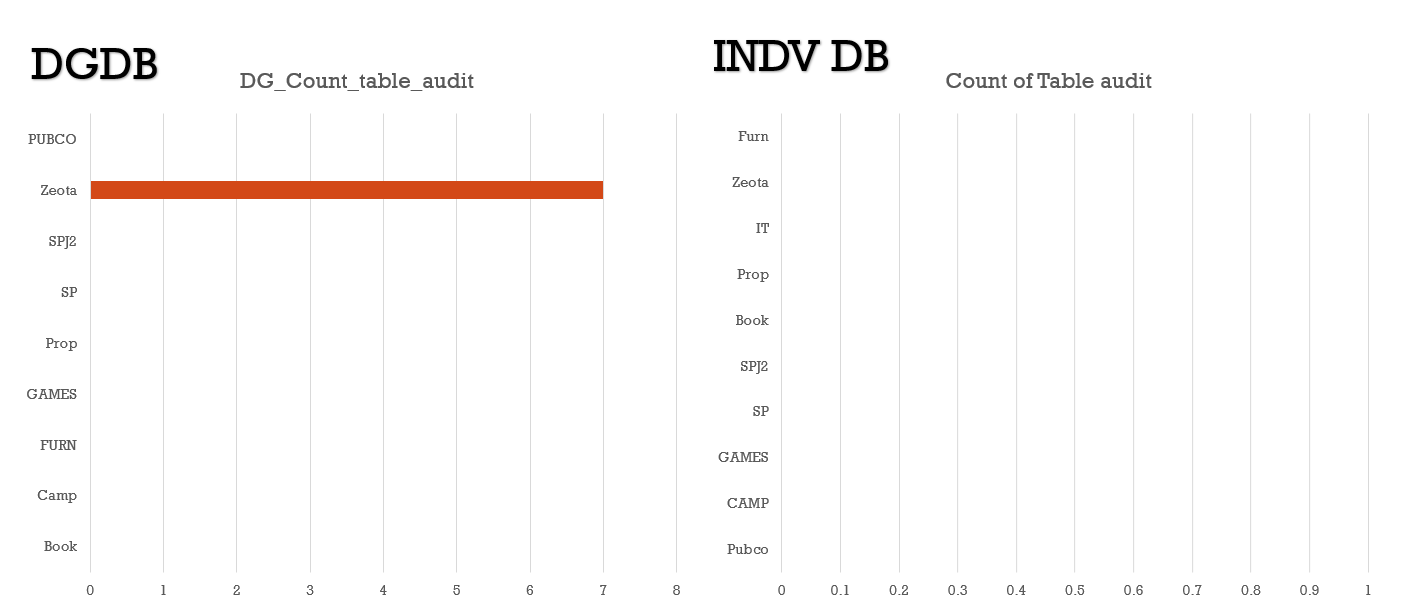 DGDB
DG_Count_table_audit
PUBCO
Zeota
SPJ2
SP
Prop
GAMES
FURN
Camp
Book
0 1 2 3 4 5 6 7 8
INDV DB
Count of Table audit
Furn
Zeota
IT
Prop
Book
SPJ2
SP
GAMES
CAMP
Pubco
0 0.1 0.2 0.3 0.4 0.5 0.6 0.7 0.8 0.9 1